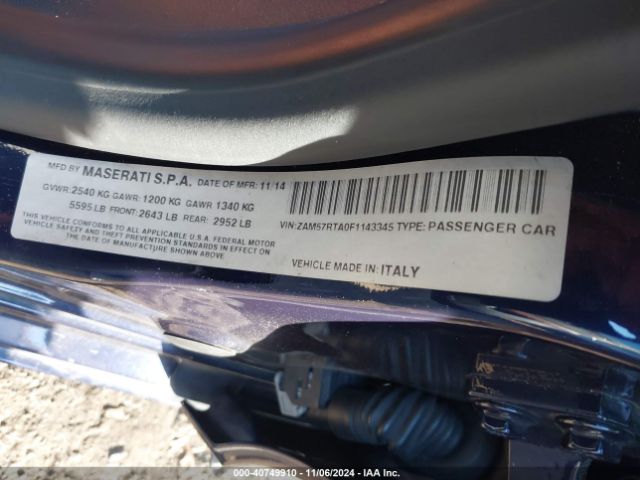 MFD BY MASERATI S.P.A. DATE OF MFR: 11 14
GVWR: 2540 KG GAWR: 1200 KG GAWR: 1340 KG
5595 LB FRONT: 2643 LB REAR: 2952 LB
THIS VEHICLE CONFORMS TO ALL APPLICABLE U.S.A. FEDERAL MOTOR
VEHICLE SAFETY AND THEFT PREVENTION STANDARDS IN EFFECT ON
THE DATE OF MANUFACTURE SHOWN ABOVE.
VIN: ZAM57RTA0F1143345 TYPE: PASSENGER CAR
VEHICLE MADE IN: ITALY
000-40749910 - 11/06/2024 - IAA Inc.